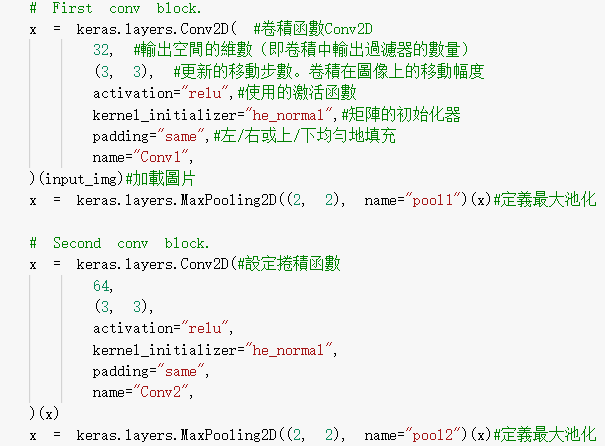 # First conv block.
x = keras.layers.Conv2D( #卷積函數Conv2D
32, #輸出空間的維數（即卷積中輸出過濾器的數量）
(3, 3), #更新的移動步數。卷積在圖像上的移動幅度
activation="relu",#使用的激活函數
kernel_initializer="he_normal",#矩陣的初始化器
padding="same",#左/右或上/下均勻地填充
name="Conv1",
)(input_img)#加載圖片
x = keras.layers.MaxPooling2D((2, 2), name="pool1")(x)#定義最大池化
# Second conv block.
x = keras.layers.Conv2D(#設定捲積函數
64,
(3, 3),
activation="relu",
kernel_initializer="he_normal",
padding="same",
name="Conv2",
)(x)
x = keras.layers.MaxPooling2D((2, 2), name="pool2")(x)#定義最大池化